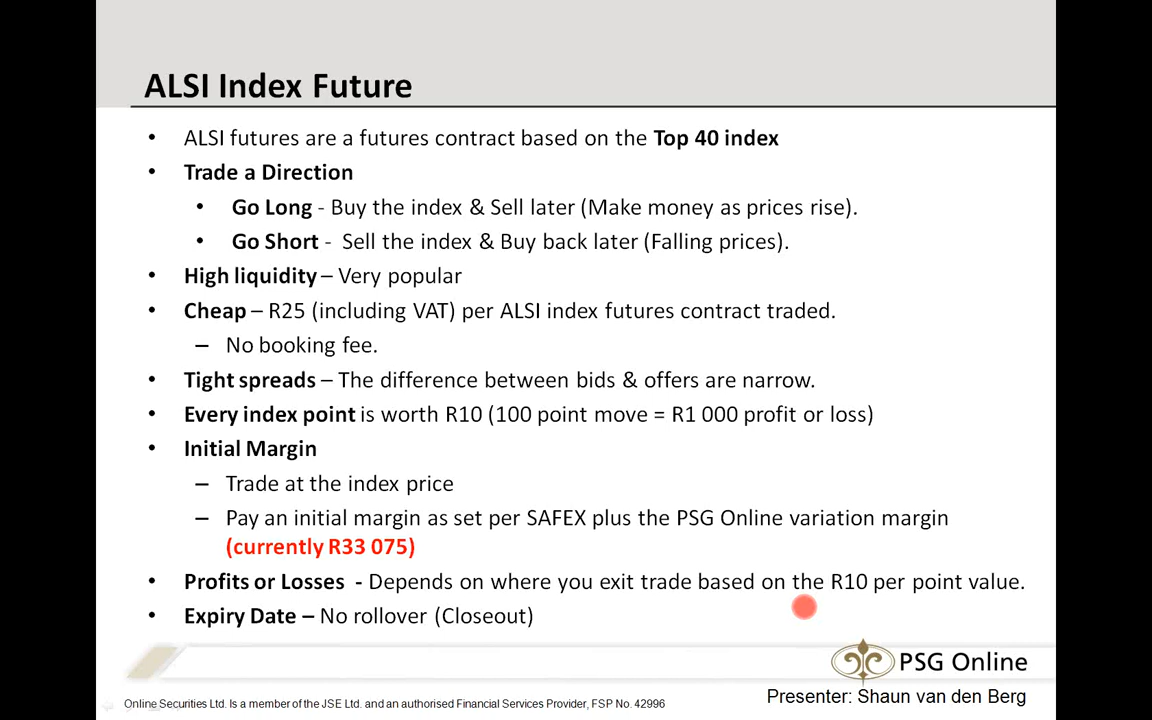 ALSI Index Future
• ALSI futures are a futures contract based on the Top 40 index
• Trade a Direction
• Go Long - Buy the index & Sell later (Make money as prices rise).
• Go Short - Sell the index & Buy back later (Falling prices).
• High liquidity – Very popular
• Cheap – R25 (including VAT) per ALSI index futures contract traded.
– No booking fee.
• Tight spreads – The difference between bids & offers are narrow.
• Every index point is worth R10 (100 point move = R1 000 profit or loss)
• Initial Margin
– Trade at the index price
– Pay an initial margin as set per SAFEX plus the PSG Online variation margin
(currently R33 075)
• Profits or Losses - Depends on where you exit trade based on the R10 per point value.
• Expiry Date – No rollover (Closeout)
PSG Online
Presenter: Shaun van den Berg
Online Securities Ltd. Is a member of the JSE Ltd. and an authorised Financial Services Provider, FSP No. 42996